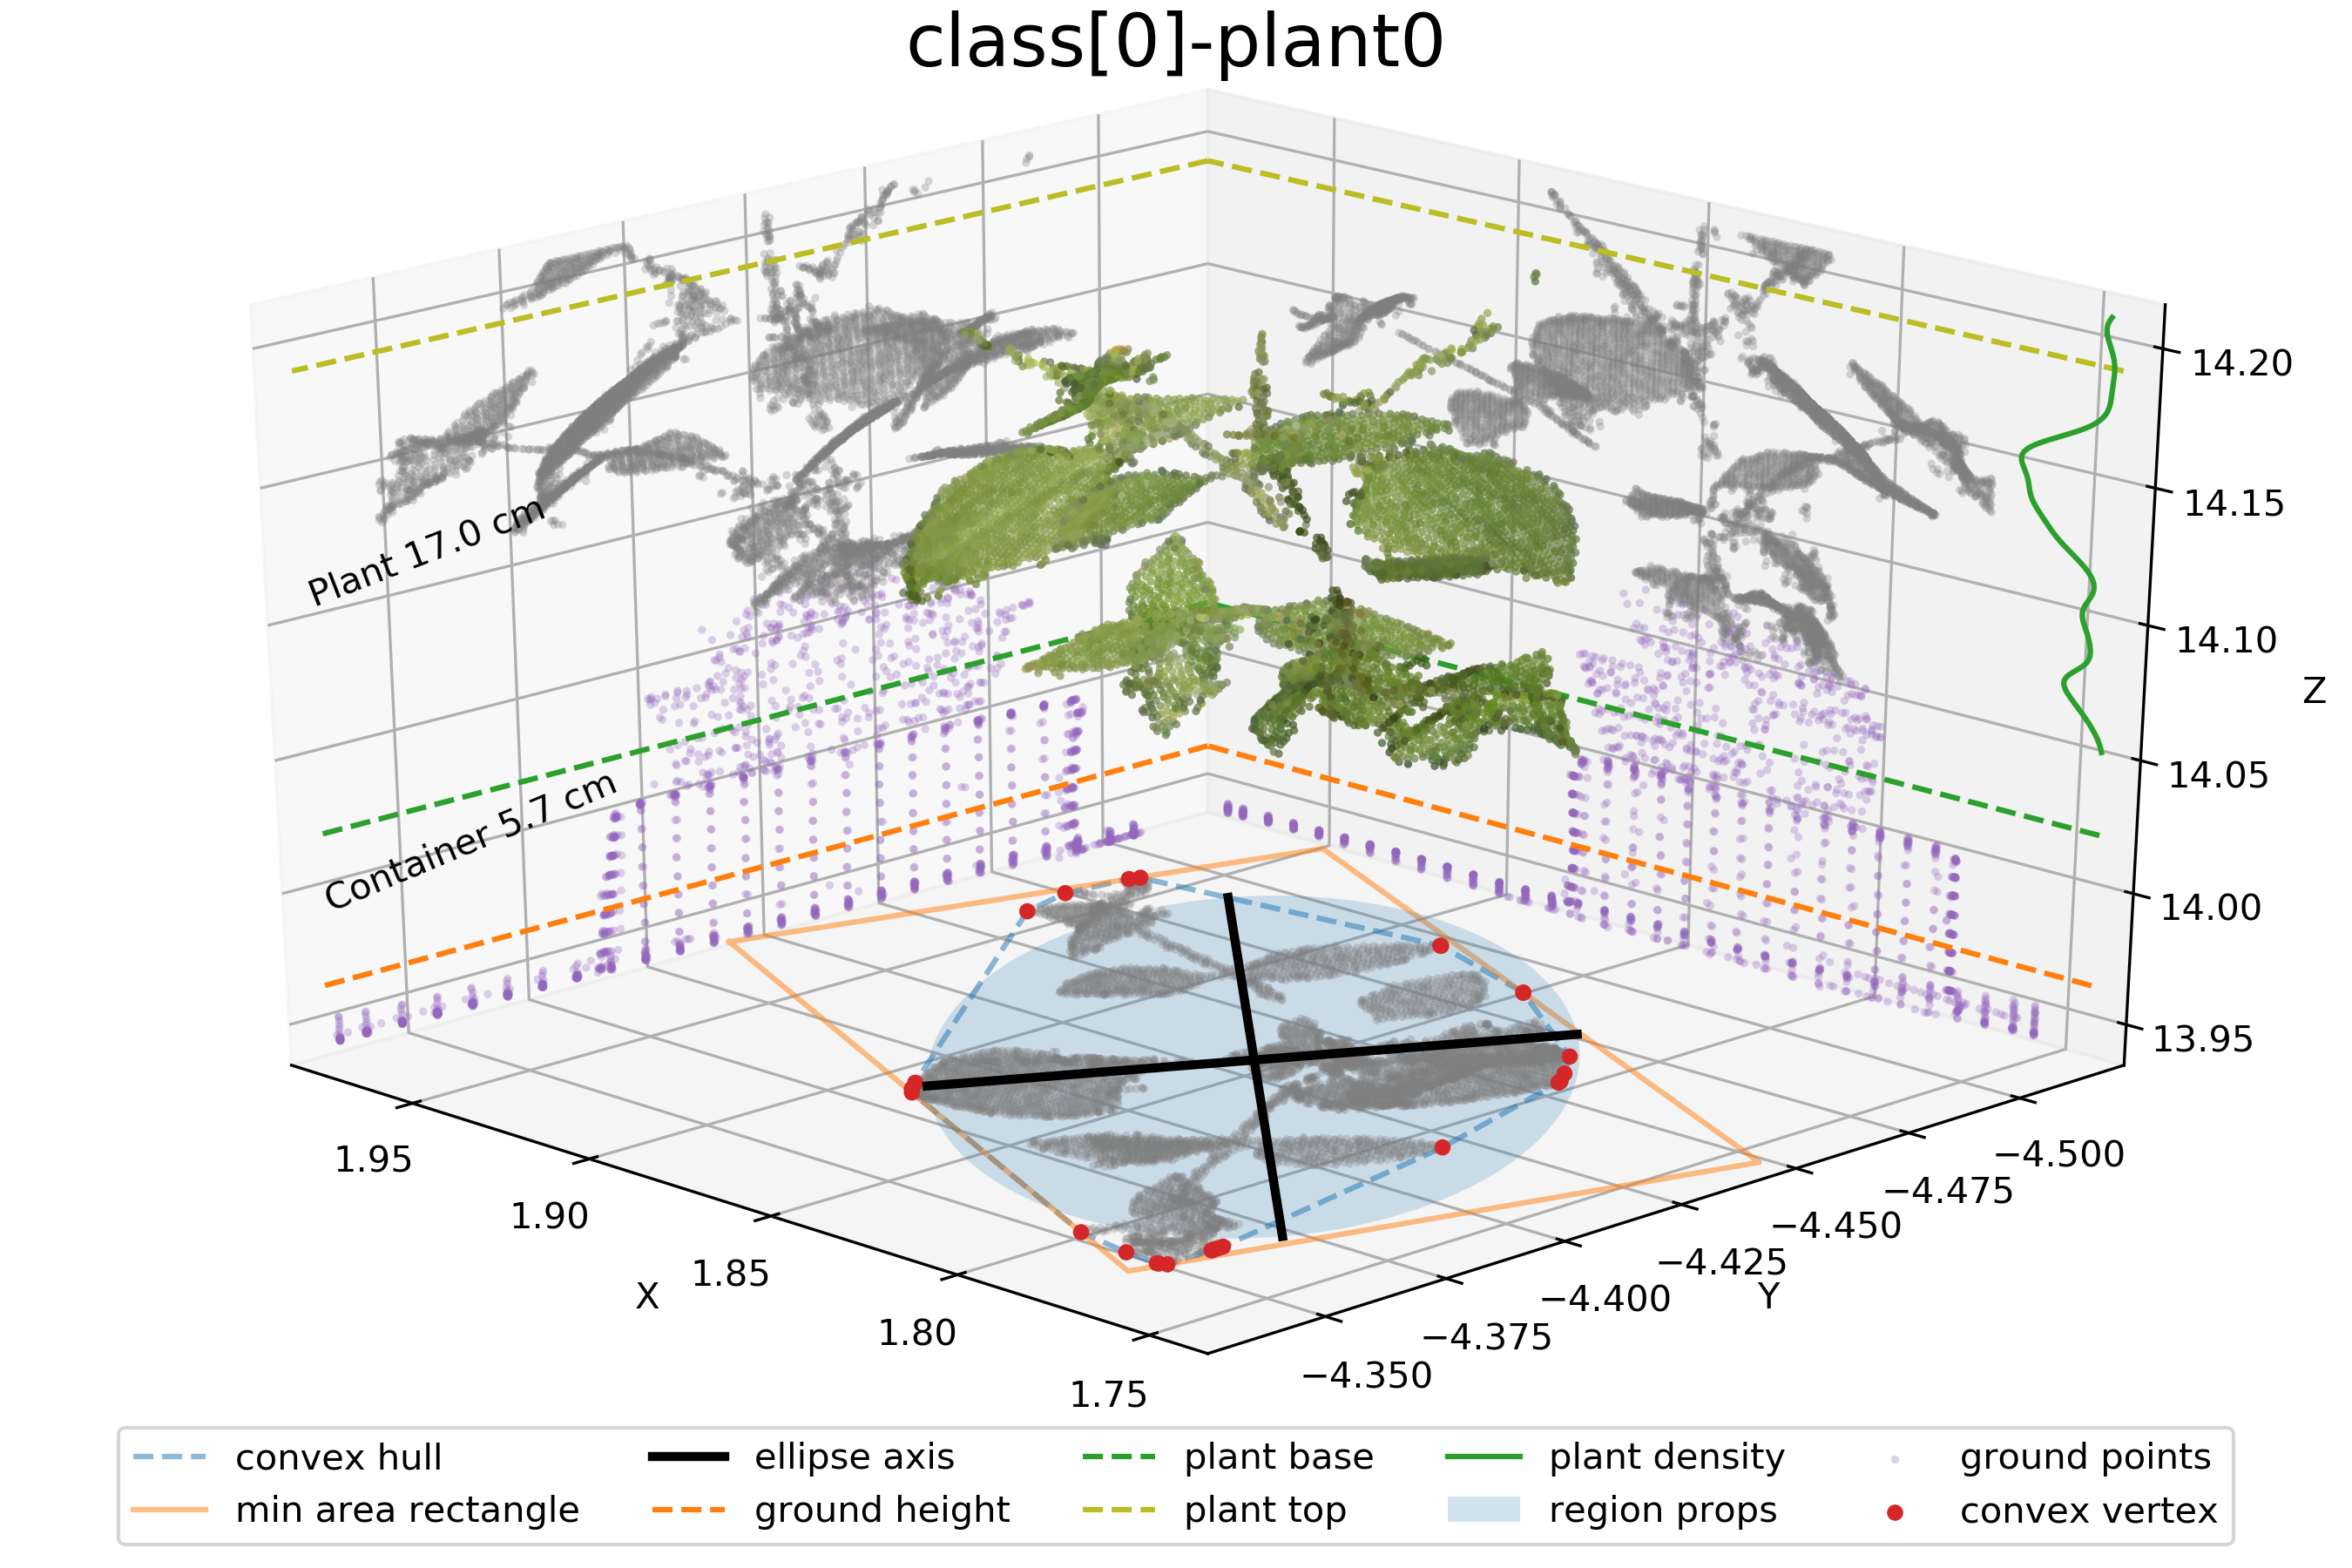 class[0]-plant0
Plant 17.0 cm
Container 5.7 cm
14.20
14.15
14.10
14.05
14.00
13.95
Z
1.95
1.90
1.85
1.80
1.75
X
−4.500
−4.475
−4.450
−4.425
−4.400
−4.375
−4.350
Y
convex hull
min area rectangle
ellipse axis
ground height
plant base
plant top
plant density
region props
ground points
convex vertex